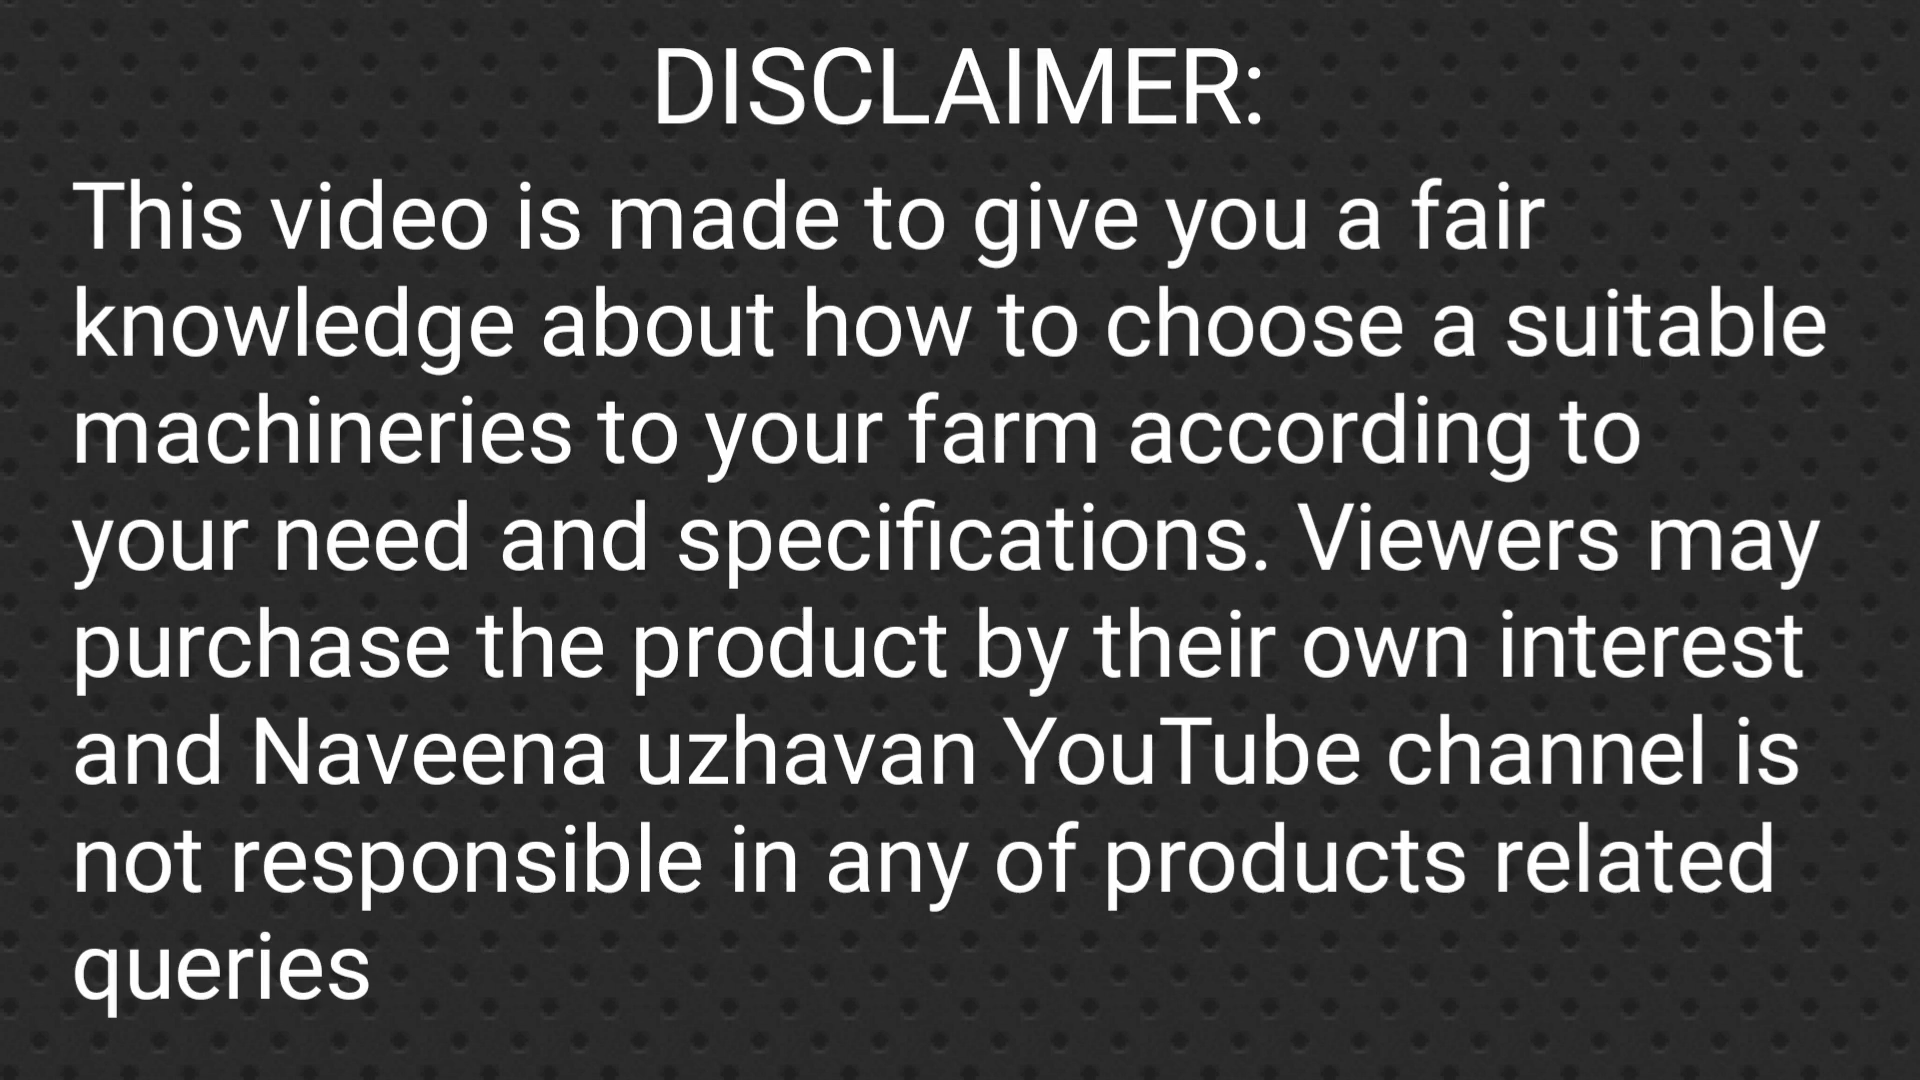 DISCLAIMER:
This video is made to give you a fair
knowledge about how to choose a suitable
machineries to your farm according to
your need and specifications. Viewers may
purchase the product by their own interest
and Naveena uzhavan YouTube channel is
not responsible in any of products related
queries